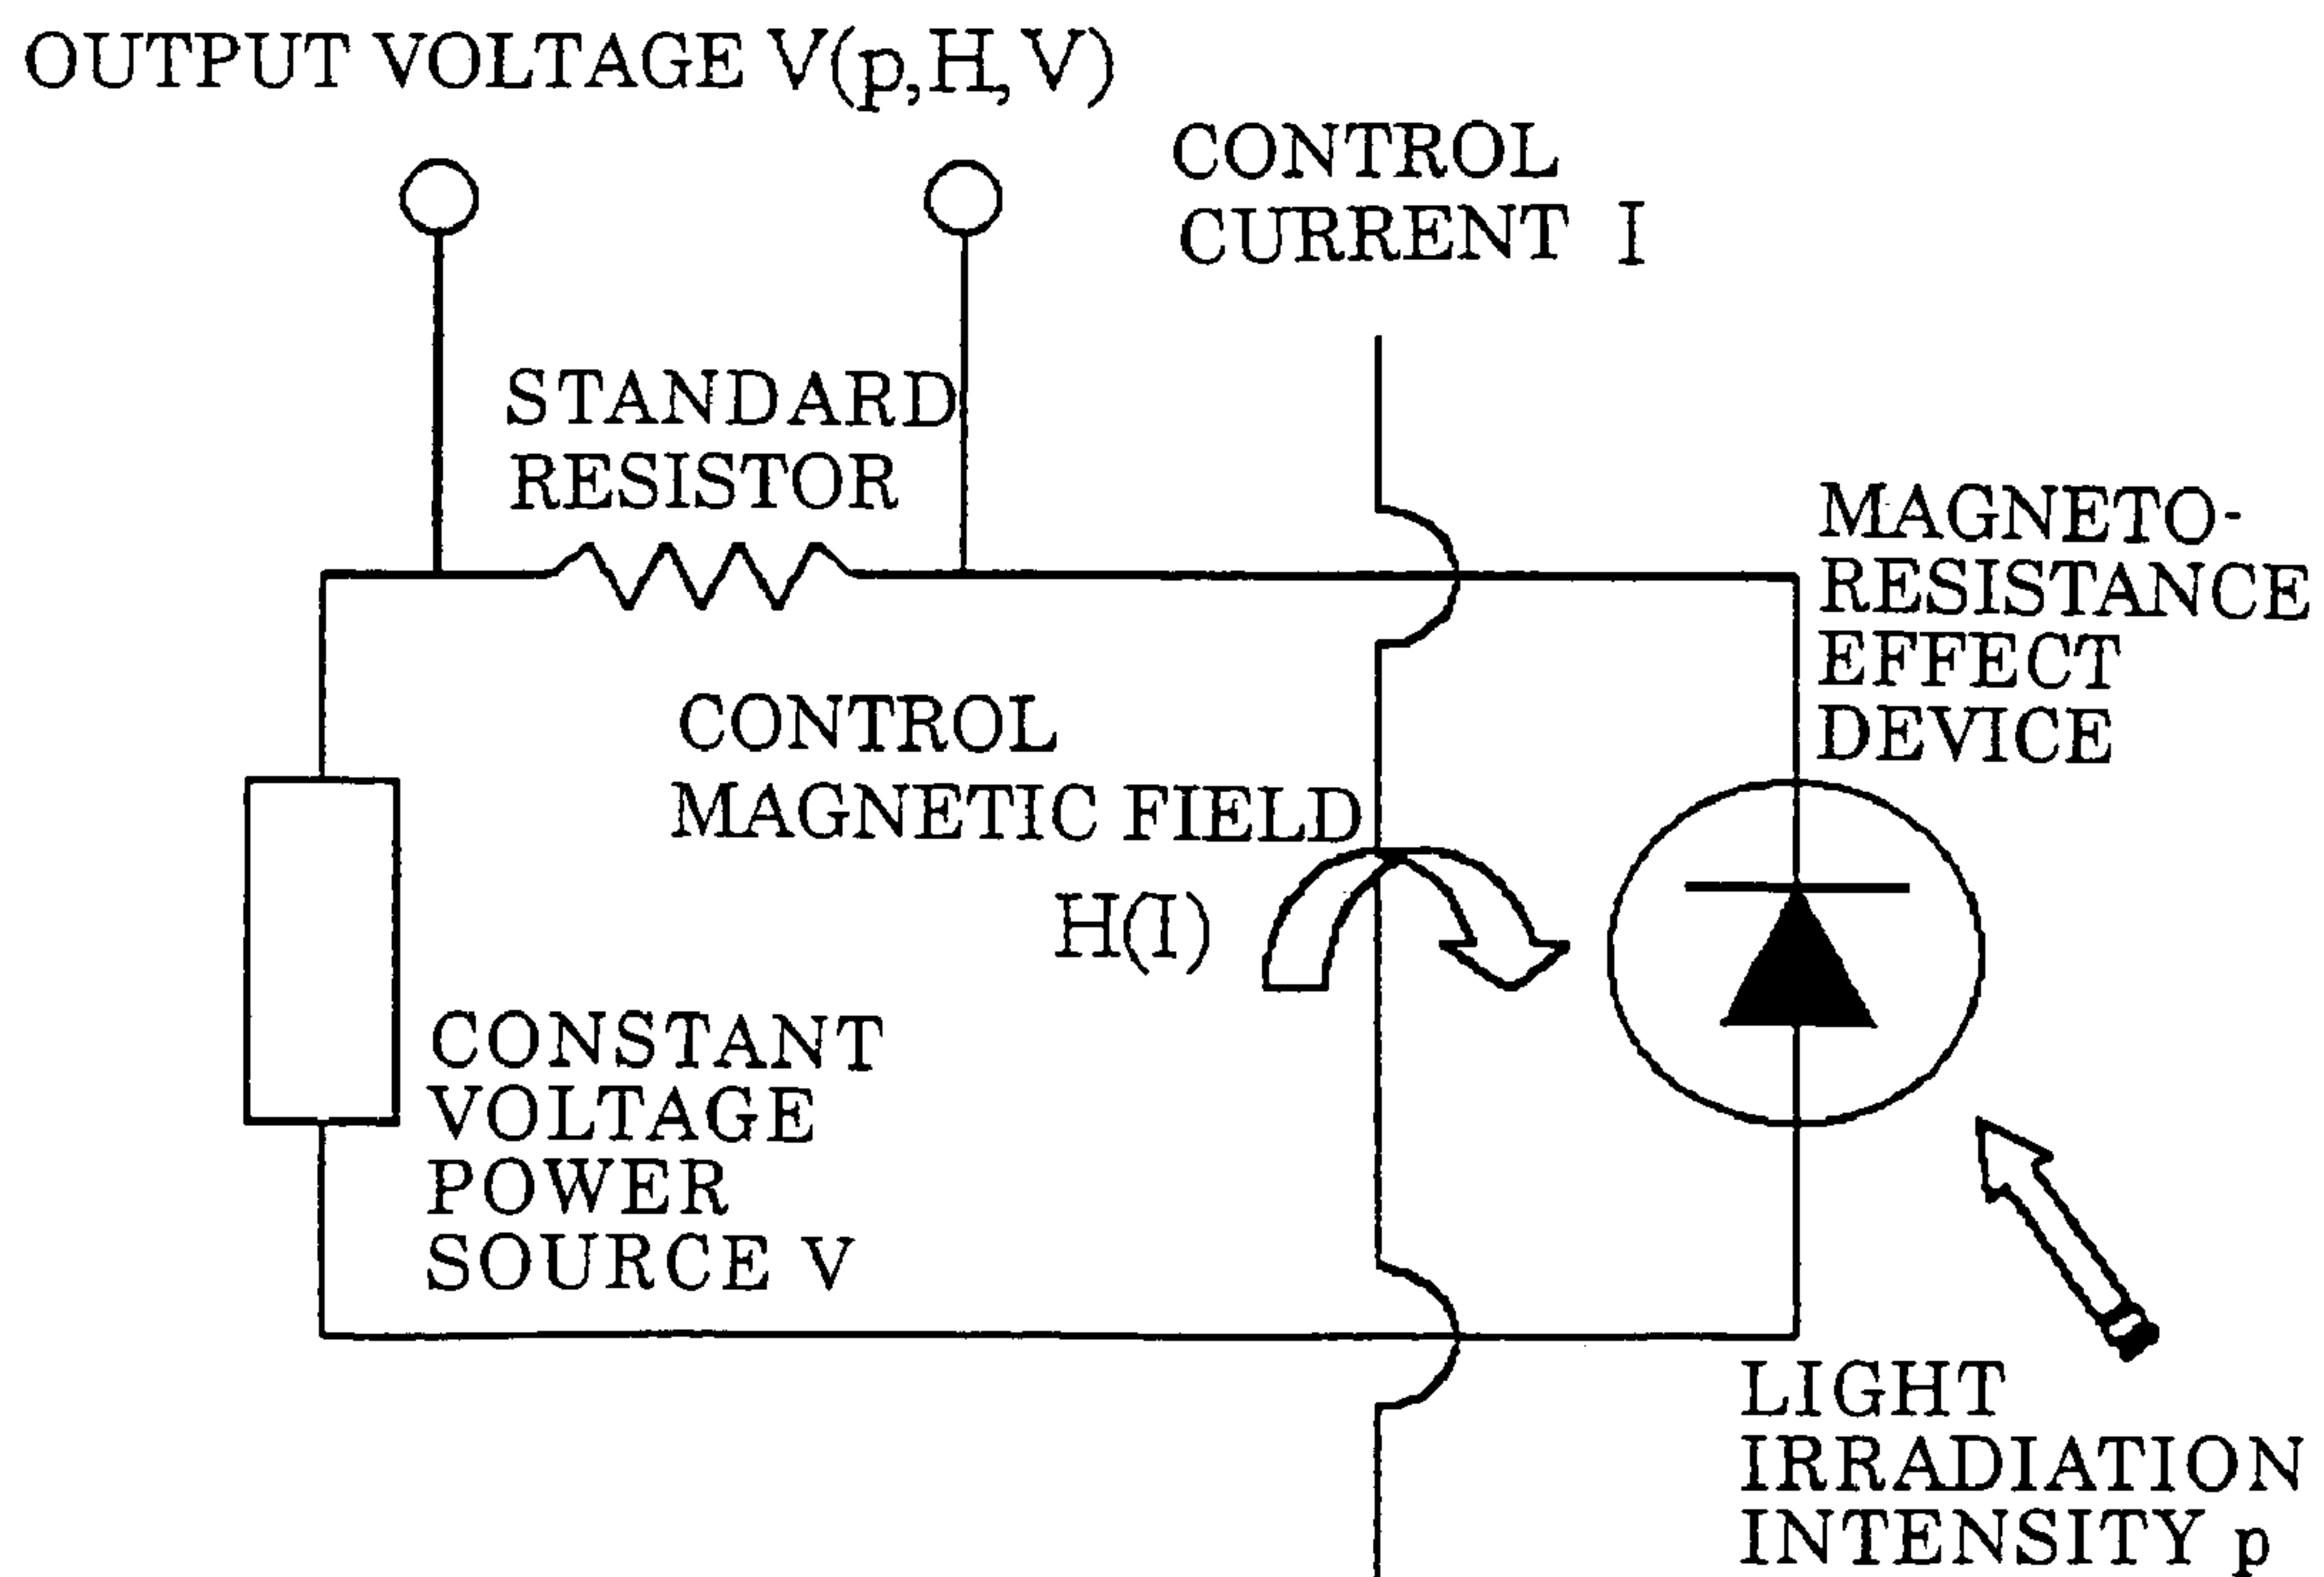 OUTPUT VOLTAGE V(p,H,V)
CONTROL
CURRENT I
STANDARD
RESISTOR
MAGNETO-
RESISTANCE
EFFECT
DEVICE
CONTROL
MAGNETIC FIELD
H(I)
CONSTANT
VOLTAGE
POWER
SOURCE V
LIGHT
IRRADIATION
INTENSITY p